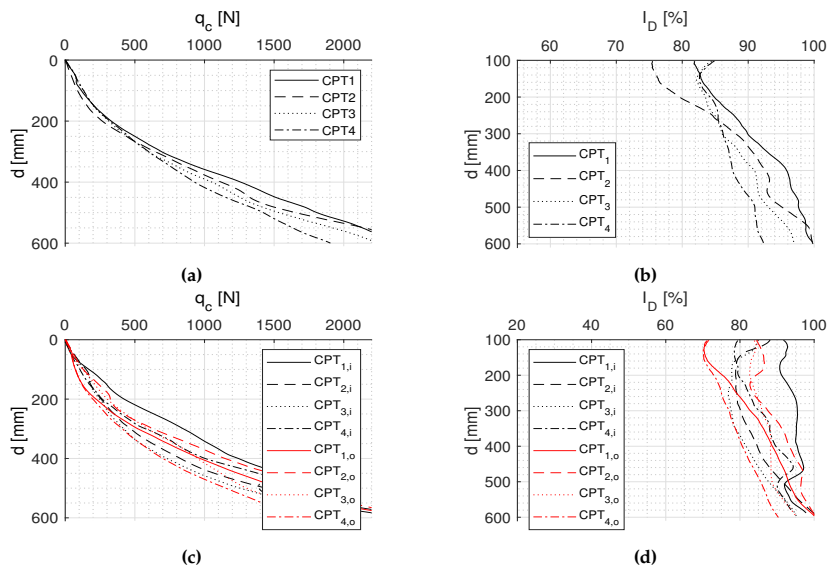 q_c [N]
0 500 1000 1500 2000
0
200
400
600
d [mm]
CPT1
CPT2
CPT3
CPT4
(a)
I_D [%]
60 70 80 90 100
100
200
300
400
500
600
d [mm]
CPT_1
CPT_2
CPT_3
CPT_4
(b)
q_c [N]
0 500 1000 1500 2000
0
200
400
600
d [mm]
CPT_1,i
CPT_2,i
CPT_3,i
CPT_4,i
CPT_1,o
CPT_2,o
CPT_3,o
CPT_4,o
(c)
I_D [%]
20 40 60 80 100
100
200
300
400
500
600
d [mm]
CPT_1,i
CPT_2,i
CPT_3,i
CPT_4,i
CPT_1,o
CPT_2,o
CPT_3,o
CPT_4,o
(d)